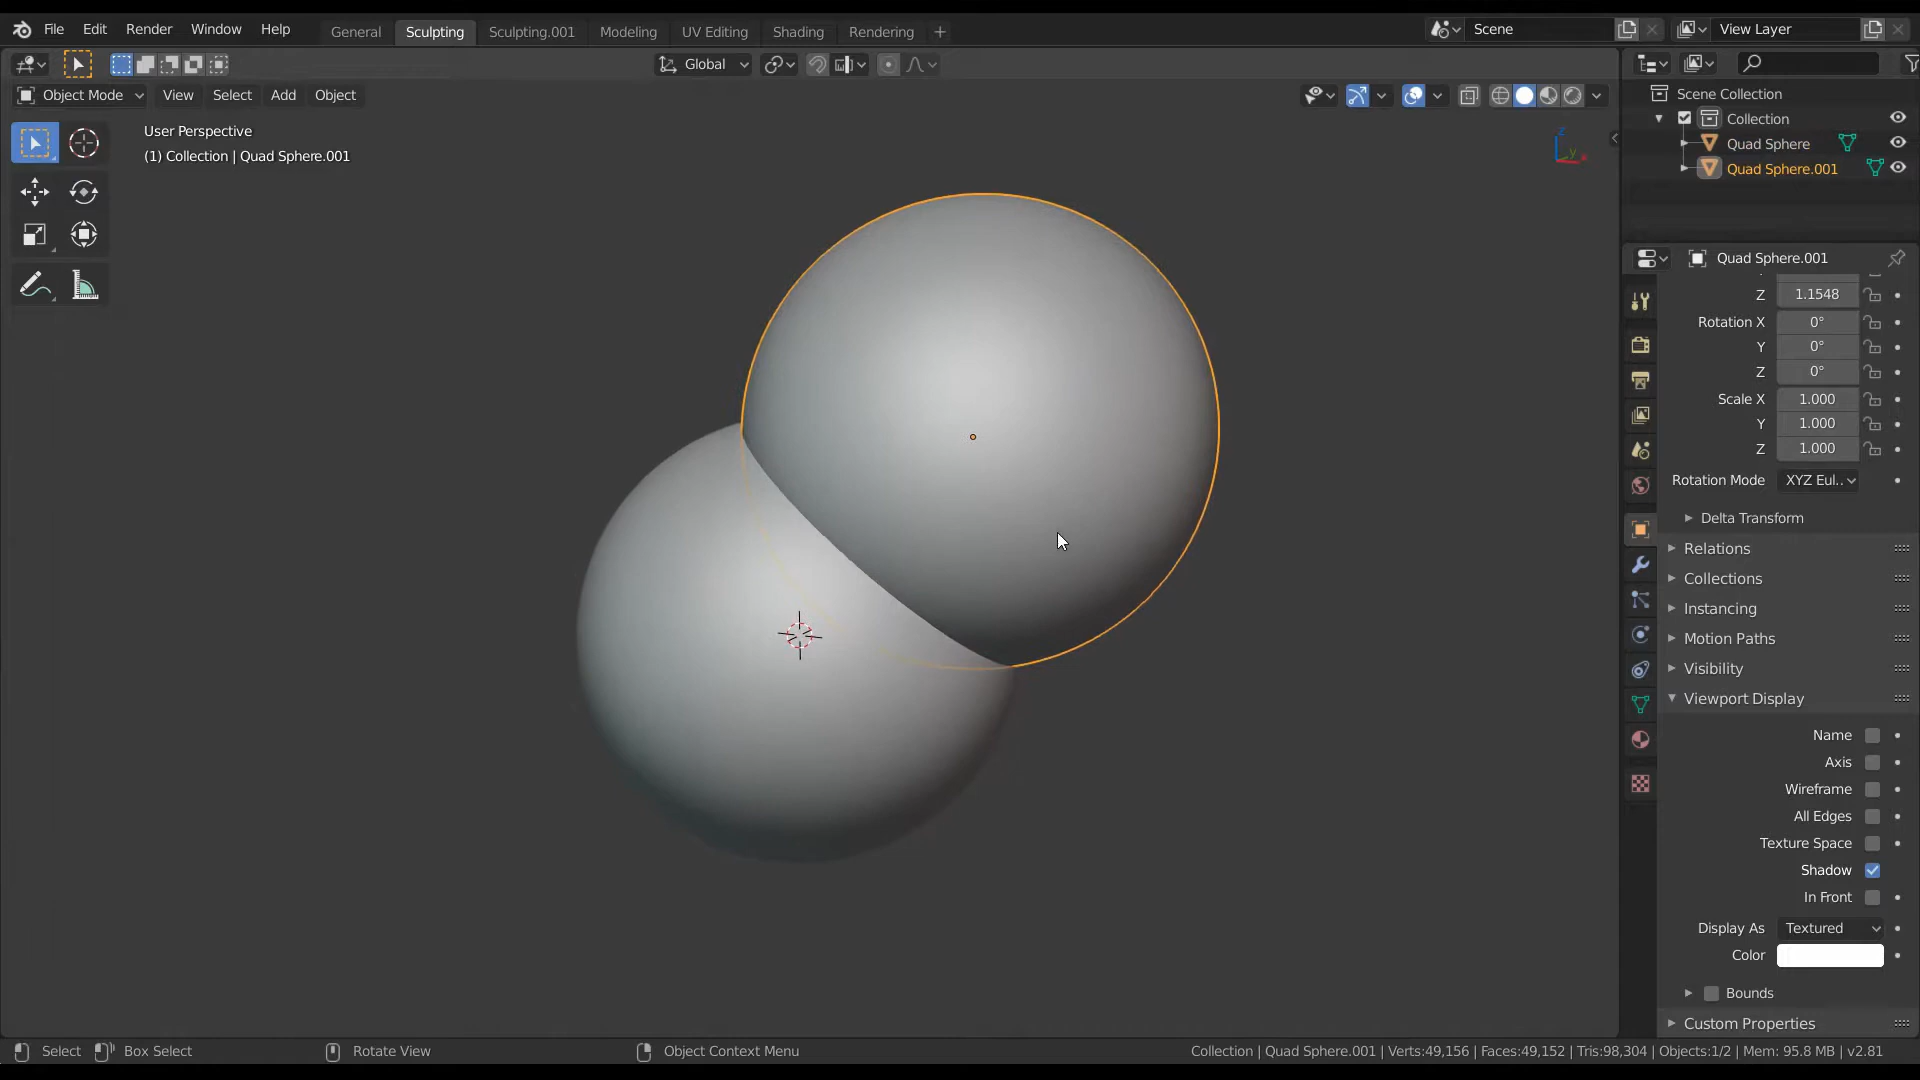 File Edit Render Window Help General Sculpting Sculpting.001 Modeling UV Editing Shading Rendering + Scene View Layer
Global
Object Mode View Select Add Object
User Perspective
(1) Collection | Quad Sphere.001
Scene Collection
Collection
Quad Sphere
Quad Sphere.001
Quad Sphere.001
Z 1.1548
Rotation X 0°
Y 0°
Z 0°
Scale X 1.000
Y 1.000
Z 1.000
Rotation Mode XYZ Eul..
Delta Transform
Relations
Collections
Instancing
Motion Paths
Visibility
Viewport Display
Name
Axis
Wireframe
All Edges
Texture Space
Shadow
In Front
Display As Textured
Color
Bounds
Custom Properties
Select Box Select Rotate View Object Context Menu Collection | Quad Sphere.001 | Verts:49,156 | Faces:49,152 | Tris:98,304 | Objects:1/2 | Mem: 95.8 MB | v2.81